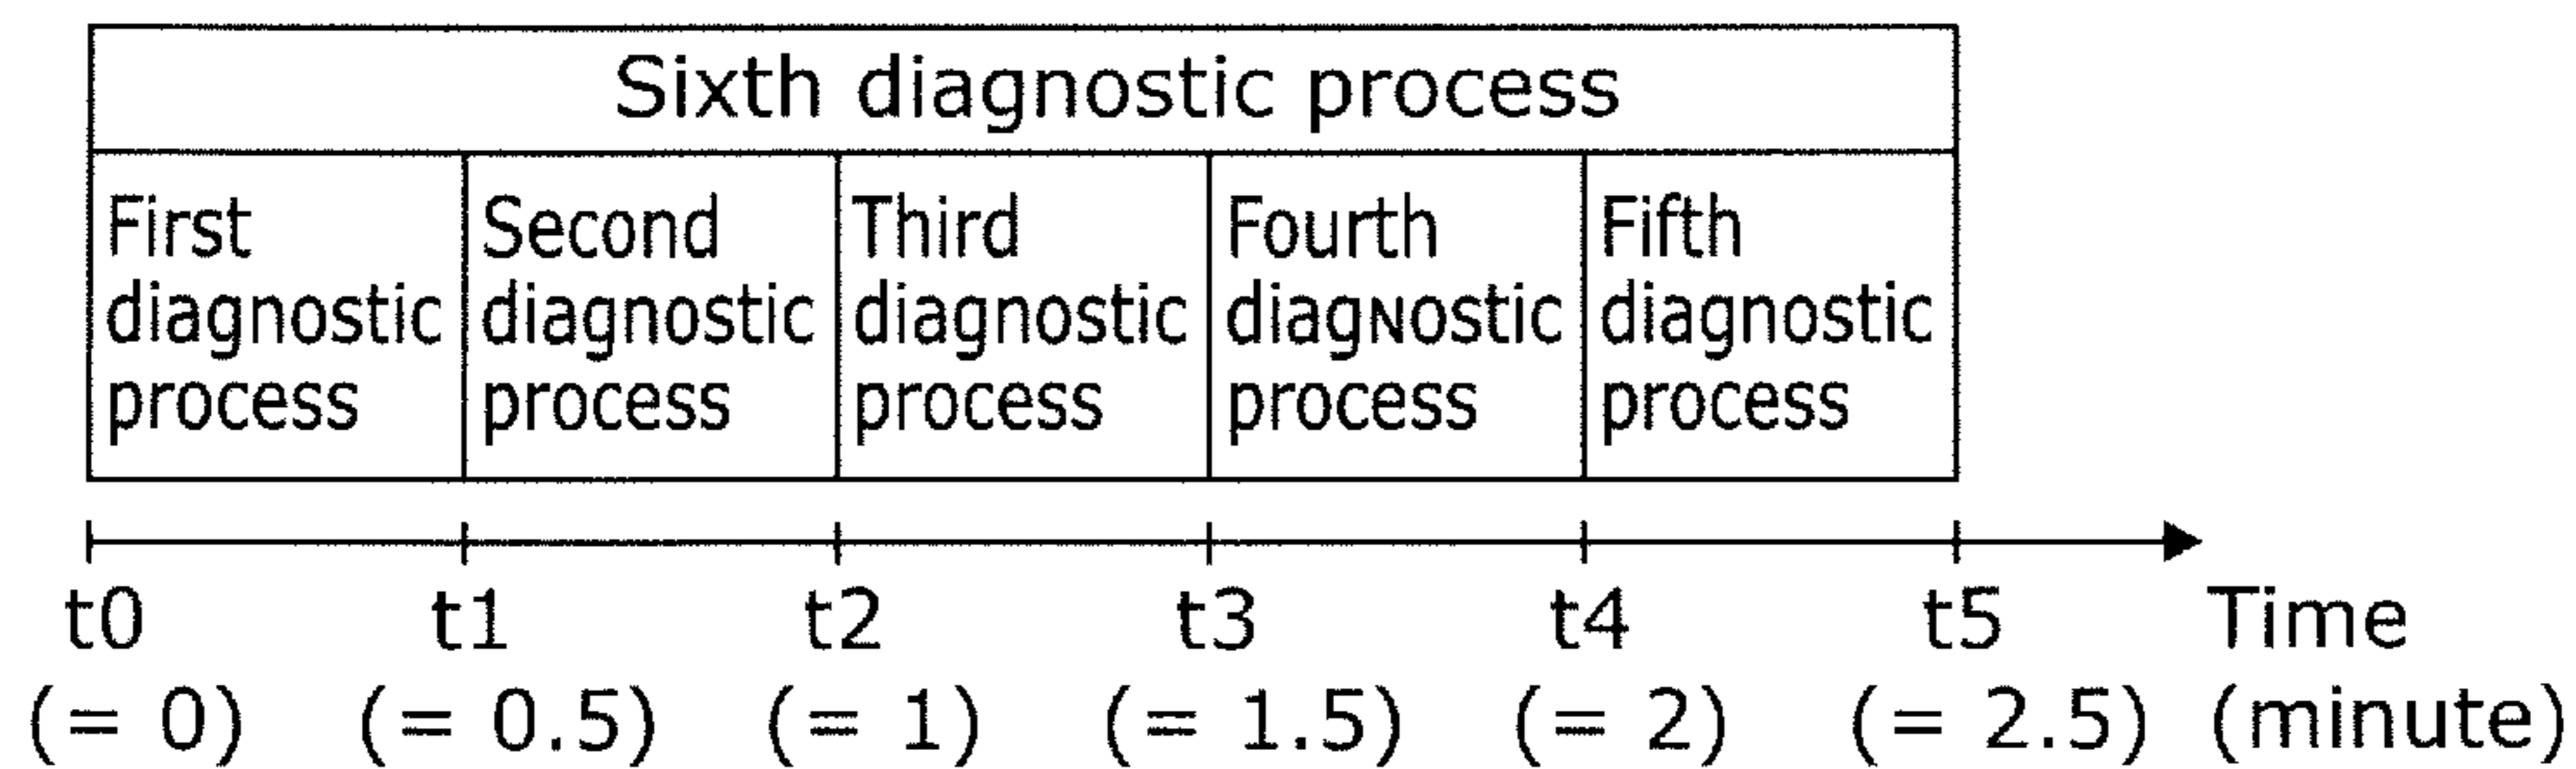 Sixth diagnostic process
First diagnostic process
Second diagnostic process
Third diagnostic process
Fourth diagNostic process
Fifth diagnostic process
t0 t1 t2 t3 t4 t5 Time
(= 0) (= 0.5) (= 1) (= 1.5) (= 2) (= 2.5) (minute)